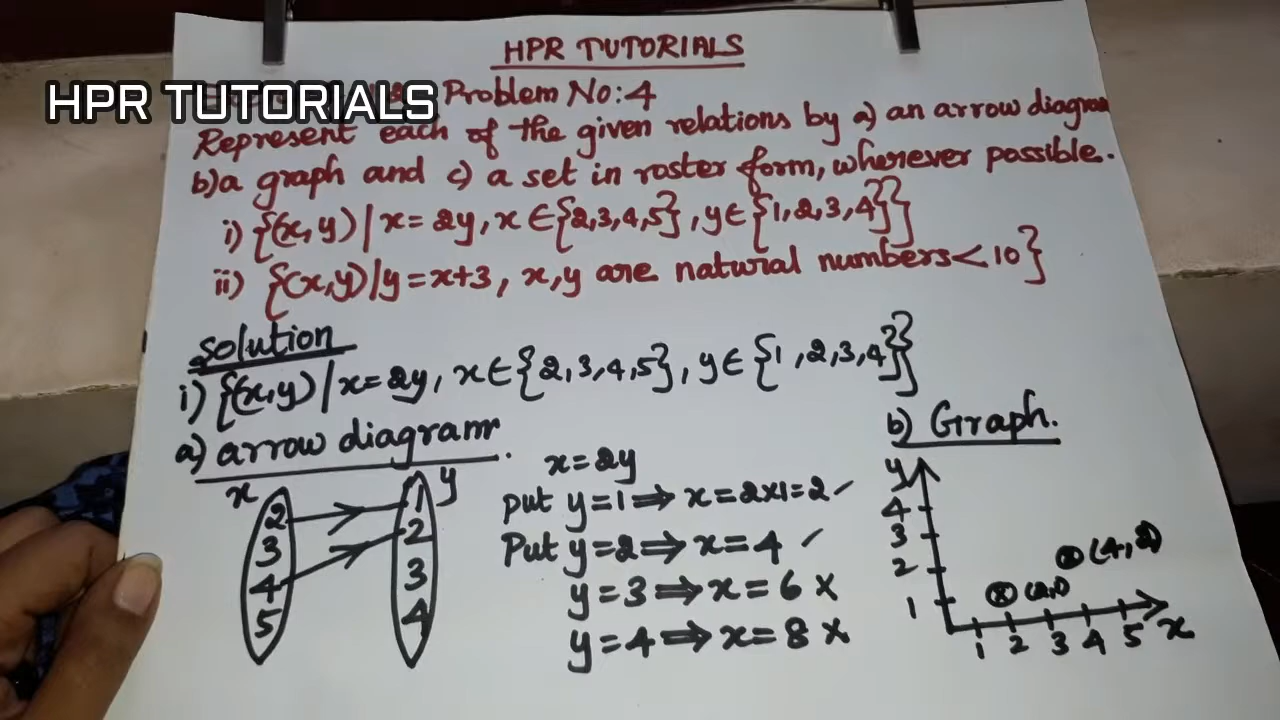 HPR TUTORIALS
HPR TUTORIALS
Problem No:4
Represent each of the given relations by a) an arrow diagram
b) a graph and c) a set in roster form, wherever possible.
i) {(x,y) | x = 2y, x ∈ {2,3,4,5}, y ∈ {1,2,3,4}}
ii) {(x,y) | y = x+3, x,y are natural numbers < 10}
solution
i) {(x,y) | x = 2y, x ∈ {2,3,4,5}, y ∈ {1,2,3,4}}
a) arrow diagram.
x y
2 1
3 2
4 3
5 4
x = 2y
put y=1 ⇒ x = 2×1=2 ✓
Put y=2 ⇒ x = 4 ✓
y = 3 ⇒ x = 6 ×
y = 4 ⇒ x = 8 ×
b) Graph.
y
4
3
2 (4,2)
1 (2,1)
1 2 3 4 5 x